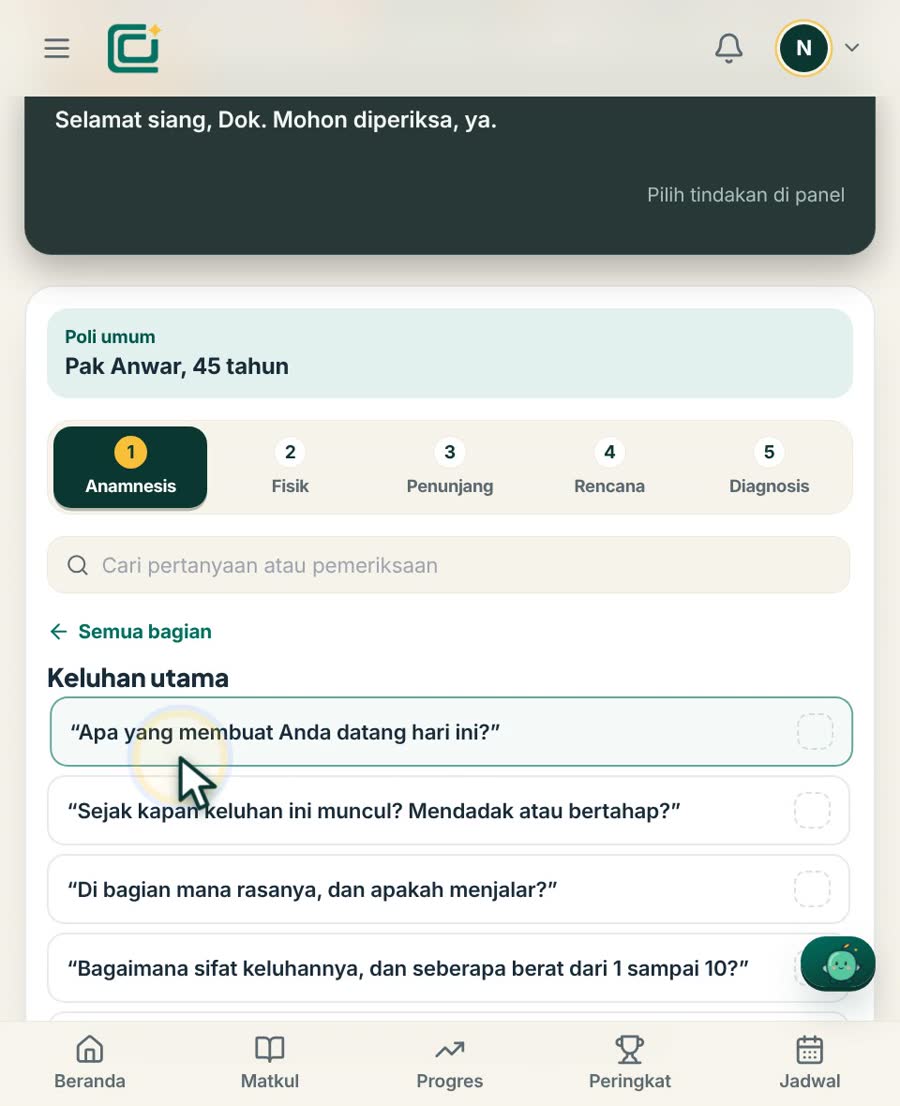 N
Selamat siang, Dok. Mohon diperiksa, ya.
Pilih tindakan di panel
Poli umum
Pak Anwar, 45 tahun
1
Anamnesis
2
Fisik
3
Penunjang
4
Rencana
5
Diagnosis
Cari pertanyaan atau pemeriksaan
← Semua bagian
Keluhan utama
“Apa yang membuat Anda datang hari ini?”
“Sejak kapan keluhan ini muncul? Mendadak atau bertahap?”
“Di bagian mana rasanya, dan apakah menjalar?”
“Bagaimana sifat keluhannya, dan seberapa berat dari 1 sampai 10?”
Beranda
Matkul
Progres
Peringkat
Jadwal